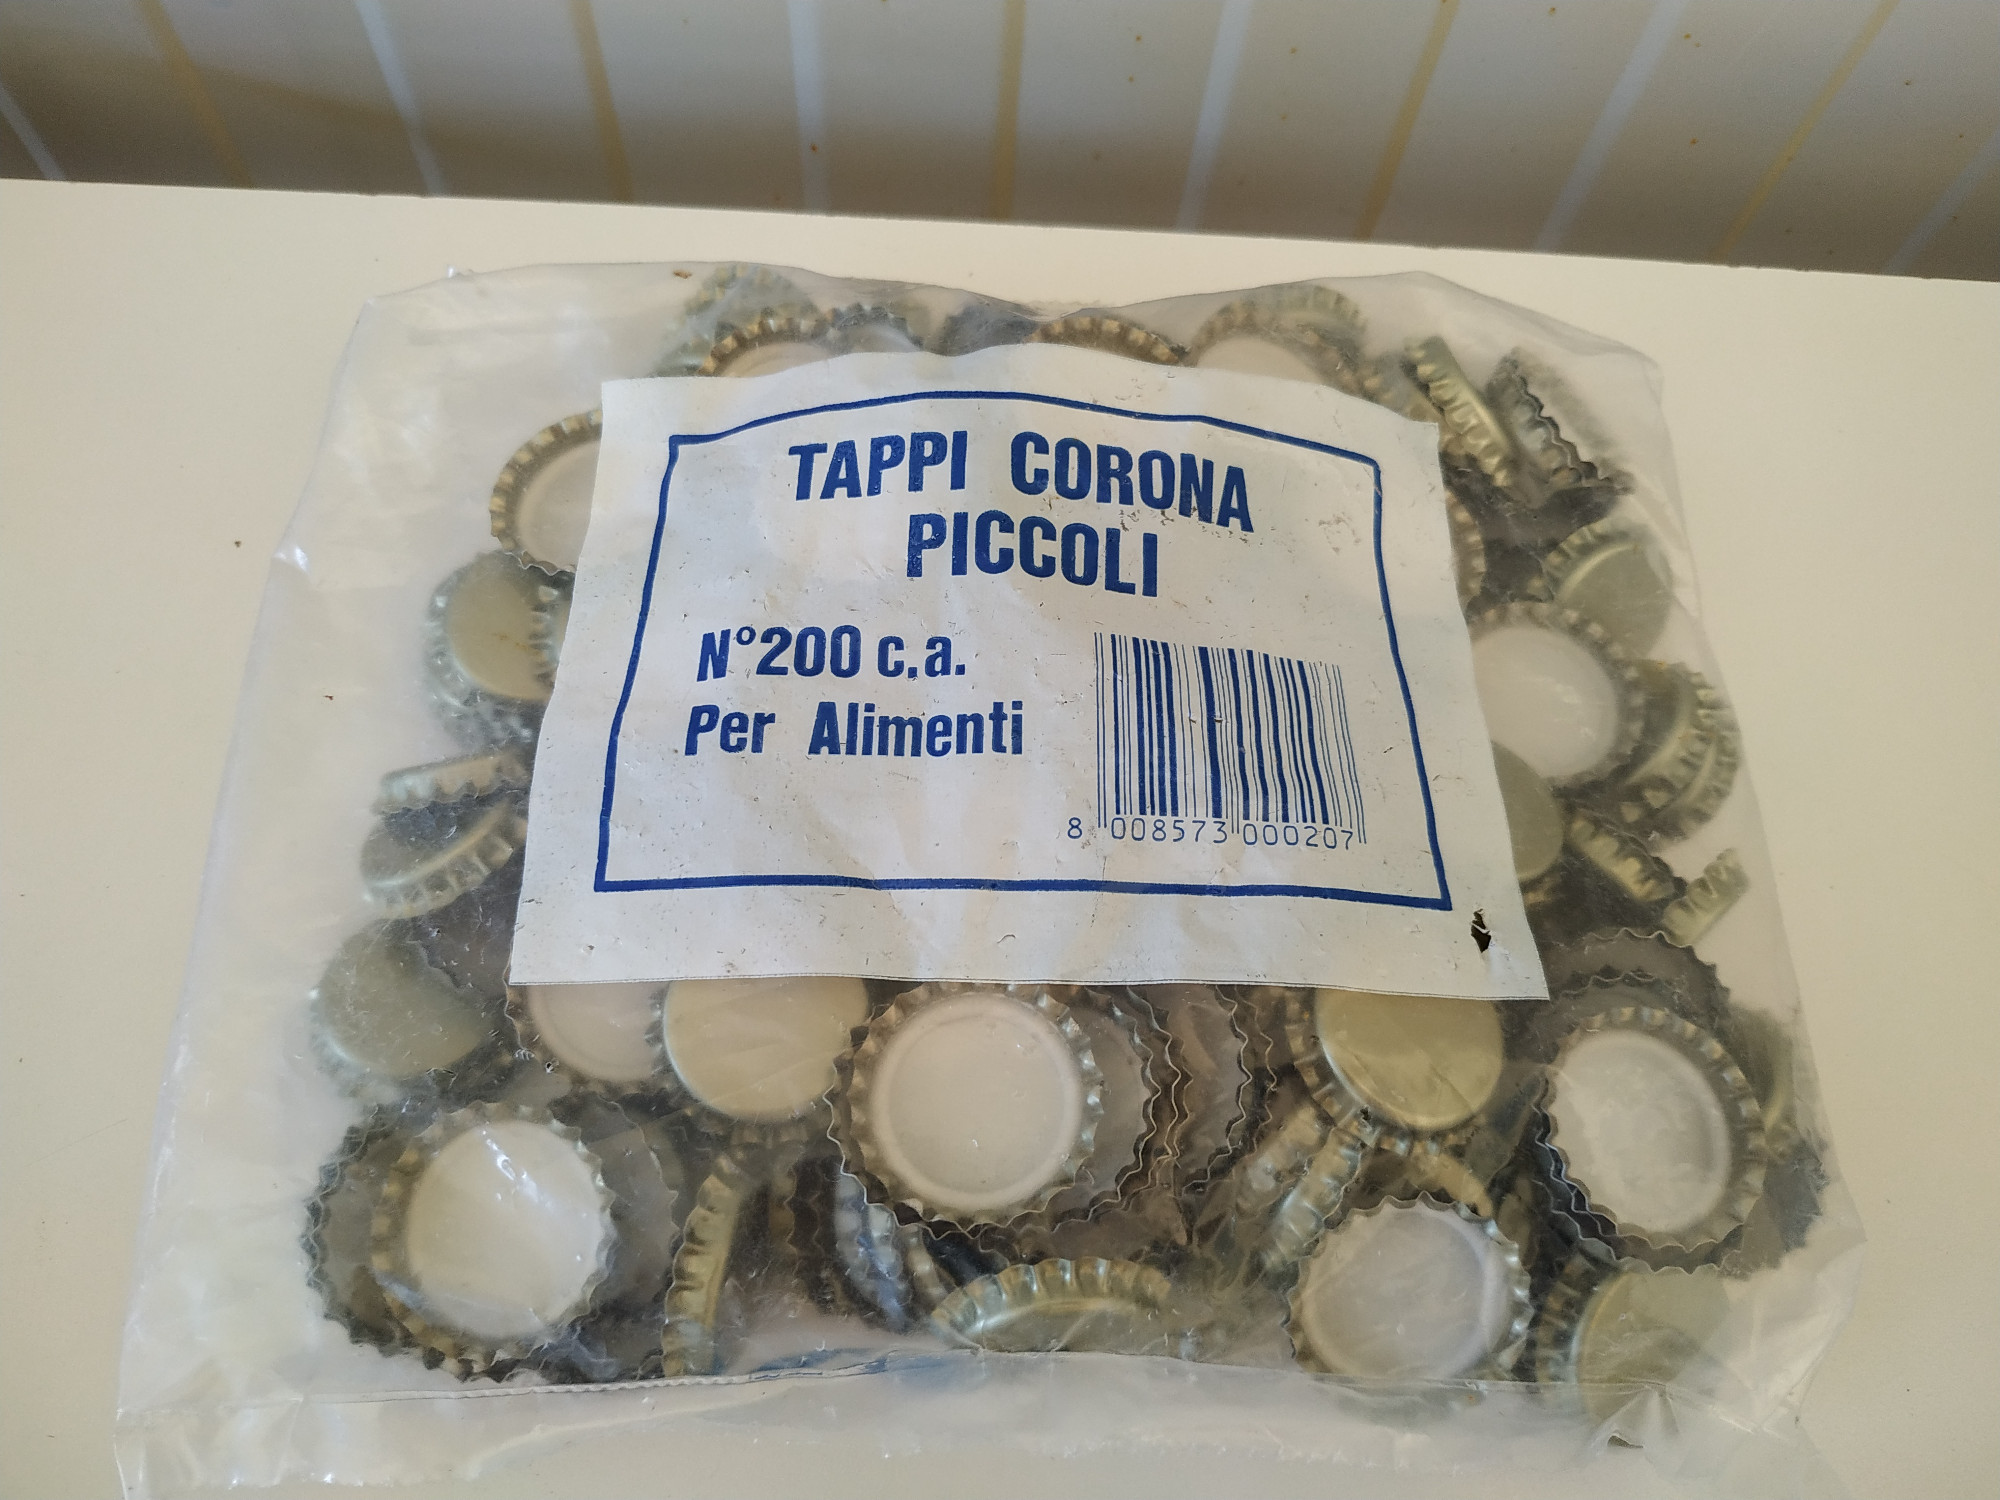 TAPPI CORONA
PICCOLI
N°200 c.a.
Per Alimenti
8 008573 000207